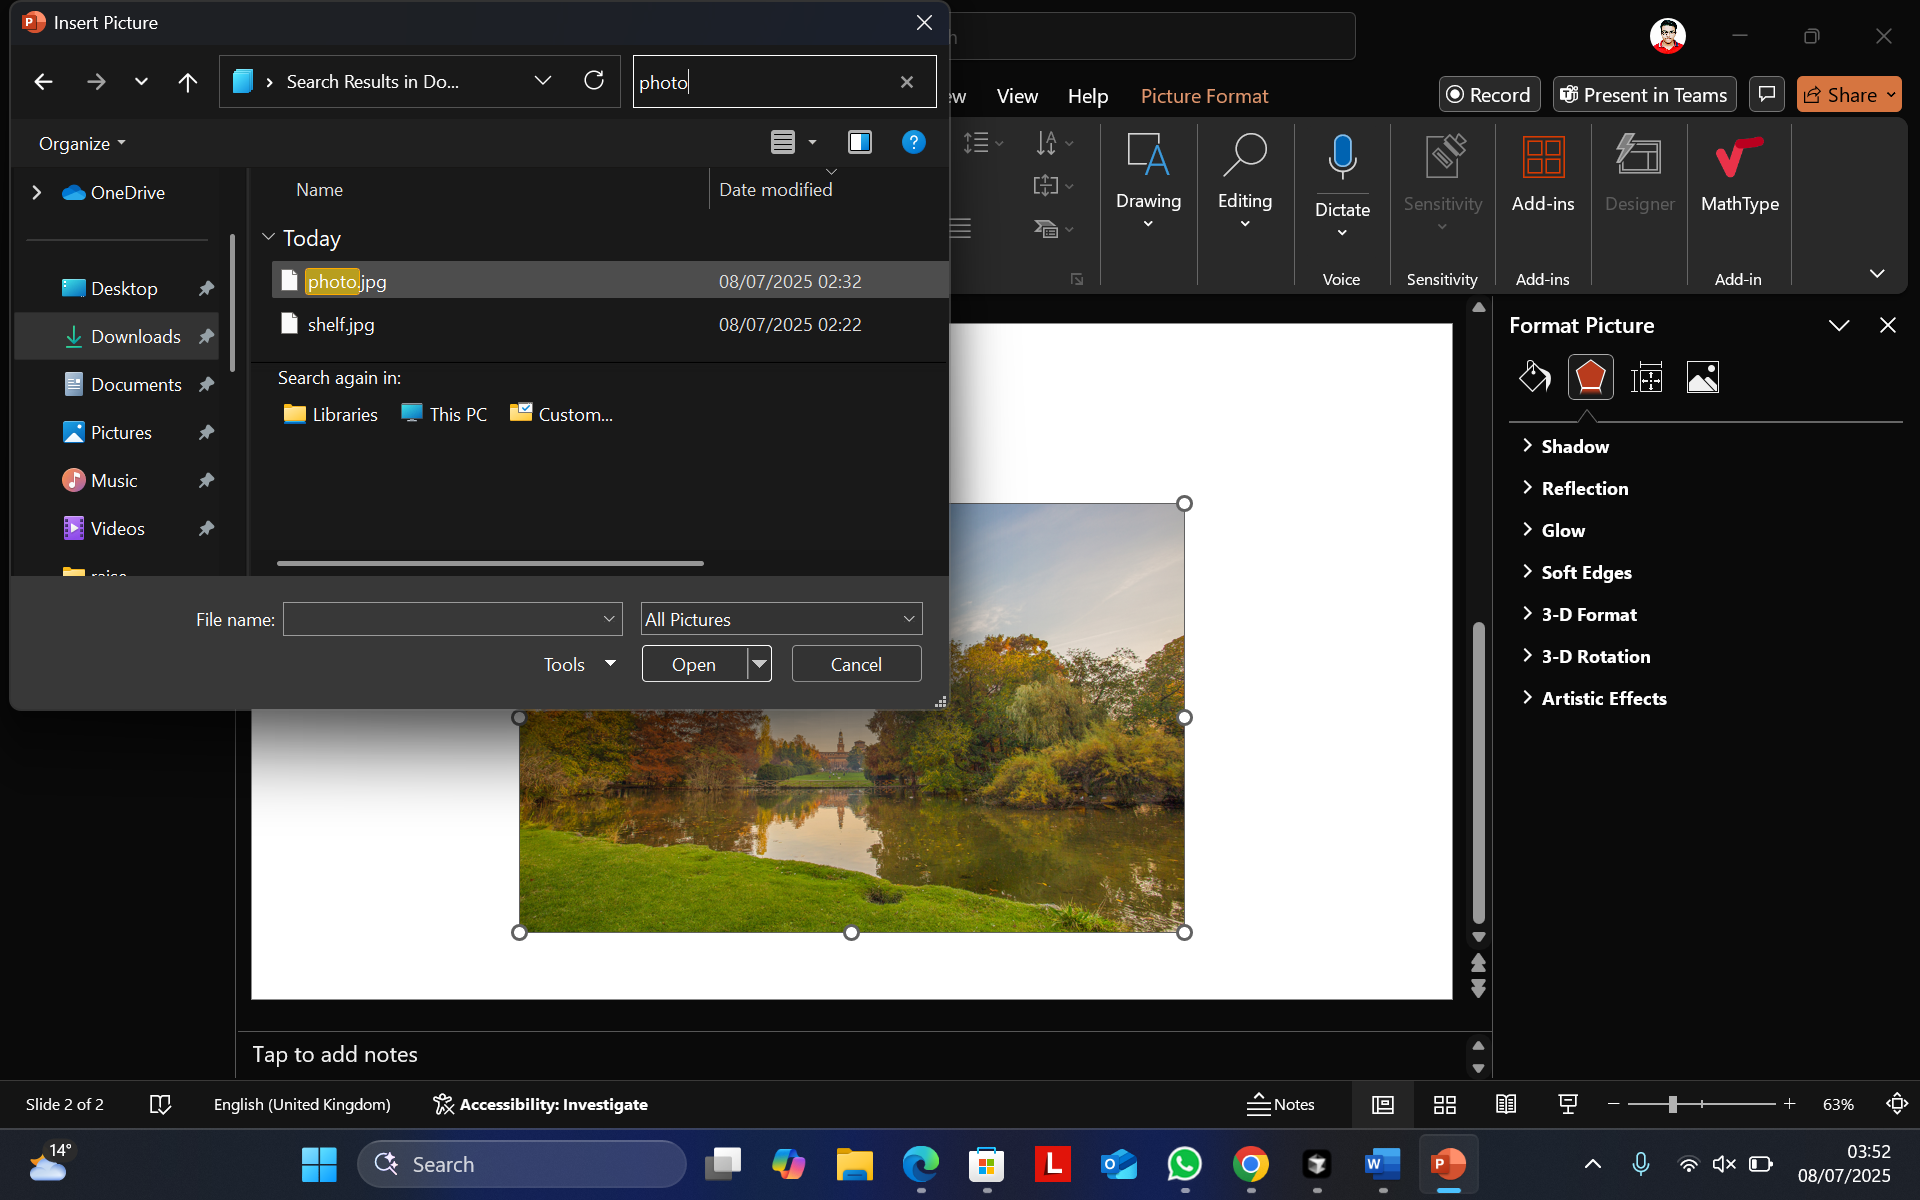 Insert Picture
Search Results in Do...
photo
View
Help
Picture Format
Record
Present in Teams
Share
Organize
Name
Date modified
OneDrive
Desktop
Downloads
Documents
Pictures
Music
Videos
Today
photo.jpg 08/07/2025 02:32
shelf.jpg 08/07/2025 02:22
Search again in:
Libraries This PC Custom...
File name:
All Pictures
Tools
Open
Cancel
Drawing
Editing
Dictate
Voice
Sensitivity
Sensitivity
Add-ins
Add-ins
Designer
MathType
Add-in
Format Picture
Shadow
Reflection
Glow
Soft Edges
3-D Format
3-D Rotation
Artistic Effects
Tap to add notes
Slide 2 of 2
English (United Kingdom)
Accessibility: Investigate
Notes
63%
14°
Search
03:52
08/07/2025